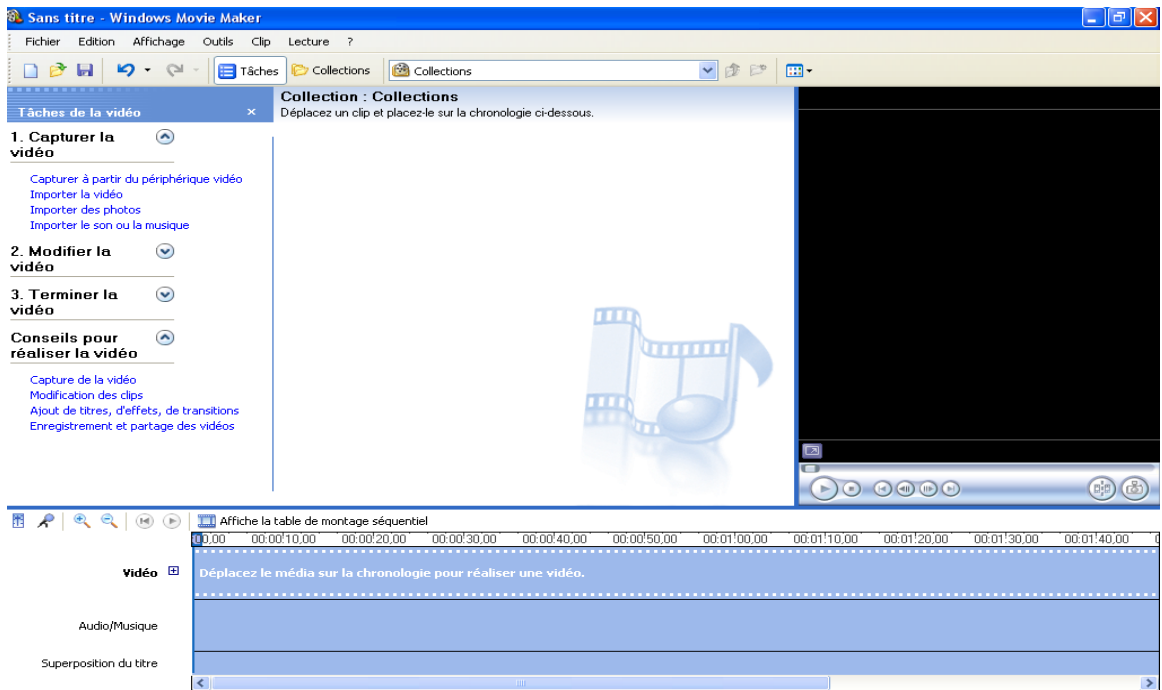 Sans titre - Windows Movie Maker
Fichier Edition Affichage Outils Clip Lecture ?
Tâches Collections Collections
Tâches de la vidéo
1. Capturer la
vidéo
Capturer à partir du périphérique vidéo
Importer la vidéo
Importer des photos
Importer le son ou la musique
2. Modifier la
vidéo
3. Terminer la
vidéo
Conseils pour
réaliser la vidéo
Capture de la vidéo
Modification des clips
Ajout de titres, d'effets, de transitions
Enregistrement et partage des vidéos
Collection : Collections
Déplacez un clip et placez-le sur la chronologie ci-dessous.
Affiche la table de montage séquentiel
00:00!10,00 00:00!20,00 00:00!30,00 00:00!40,00 00:00!50,00 00:01!00,00 00:01!10,00 00:01!20,00 00:01!30,00 00:01!40,00
Vidéo
Déplacez le média sur la chronologie pour réaliser une vidéo.
Audio/Musique
Superposition du titre